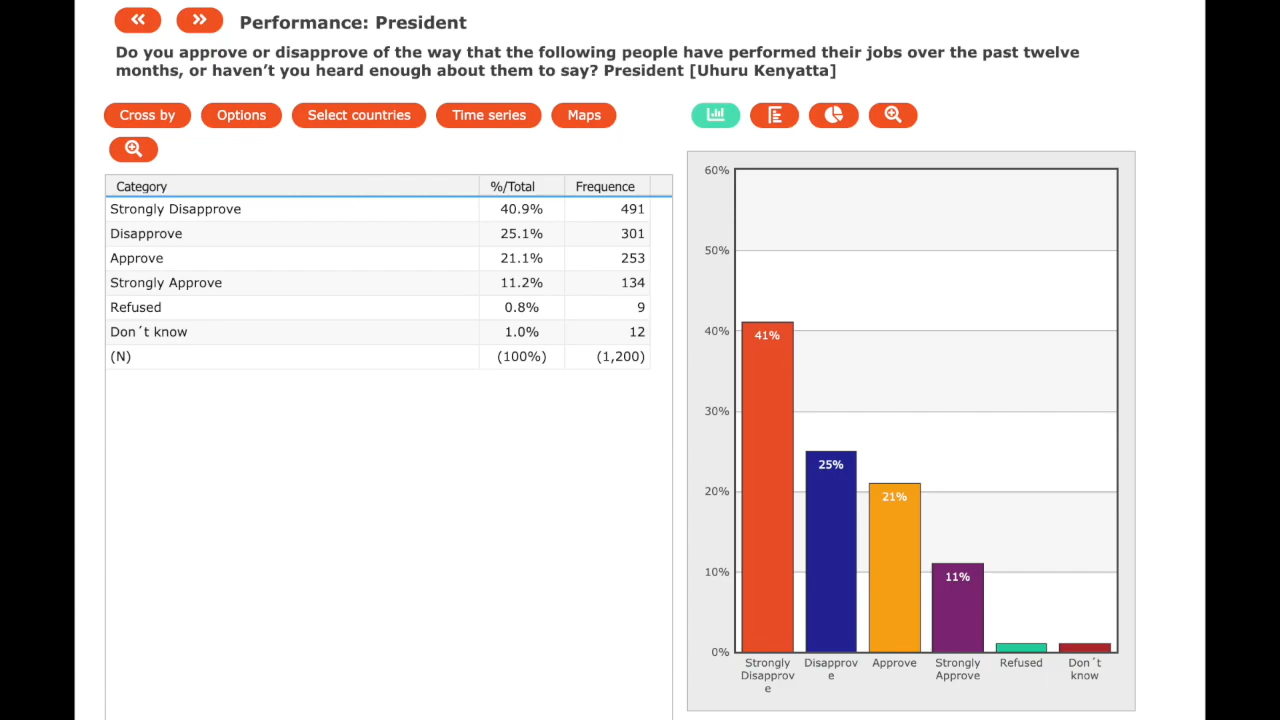 Performance: President
Do you approve or disapprove of the way that the following people have performed their jobs over the past twelve
months, or haven’t you heard enough about them to say? President [Uhuru Kenyatta]
Cross by Options Select countries Time series Maps
Category %/Total Frequence
Strongly Disapprove 40.9% 491
Disapprove 25.1% 301
Approve 21.1% 253
Strongly Approve 11.2% 134
Refused 0.8% 9
Don´t know 1.0% 12
(N) (100%) (1,200)
60%
50%
40%
30%
20%
10%
0%
41%
25%
21%
11%
Strongly Disapprov Approve Strongly Refused Don´t
Disapprov e Approve know
e